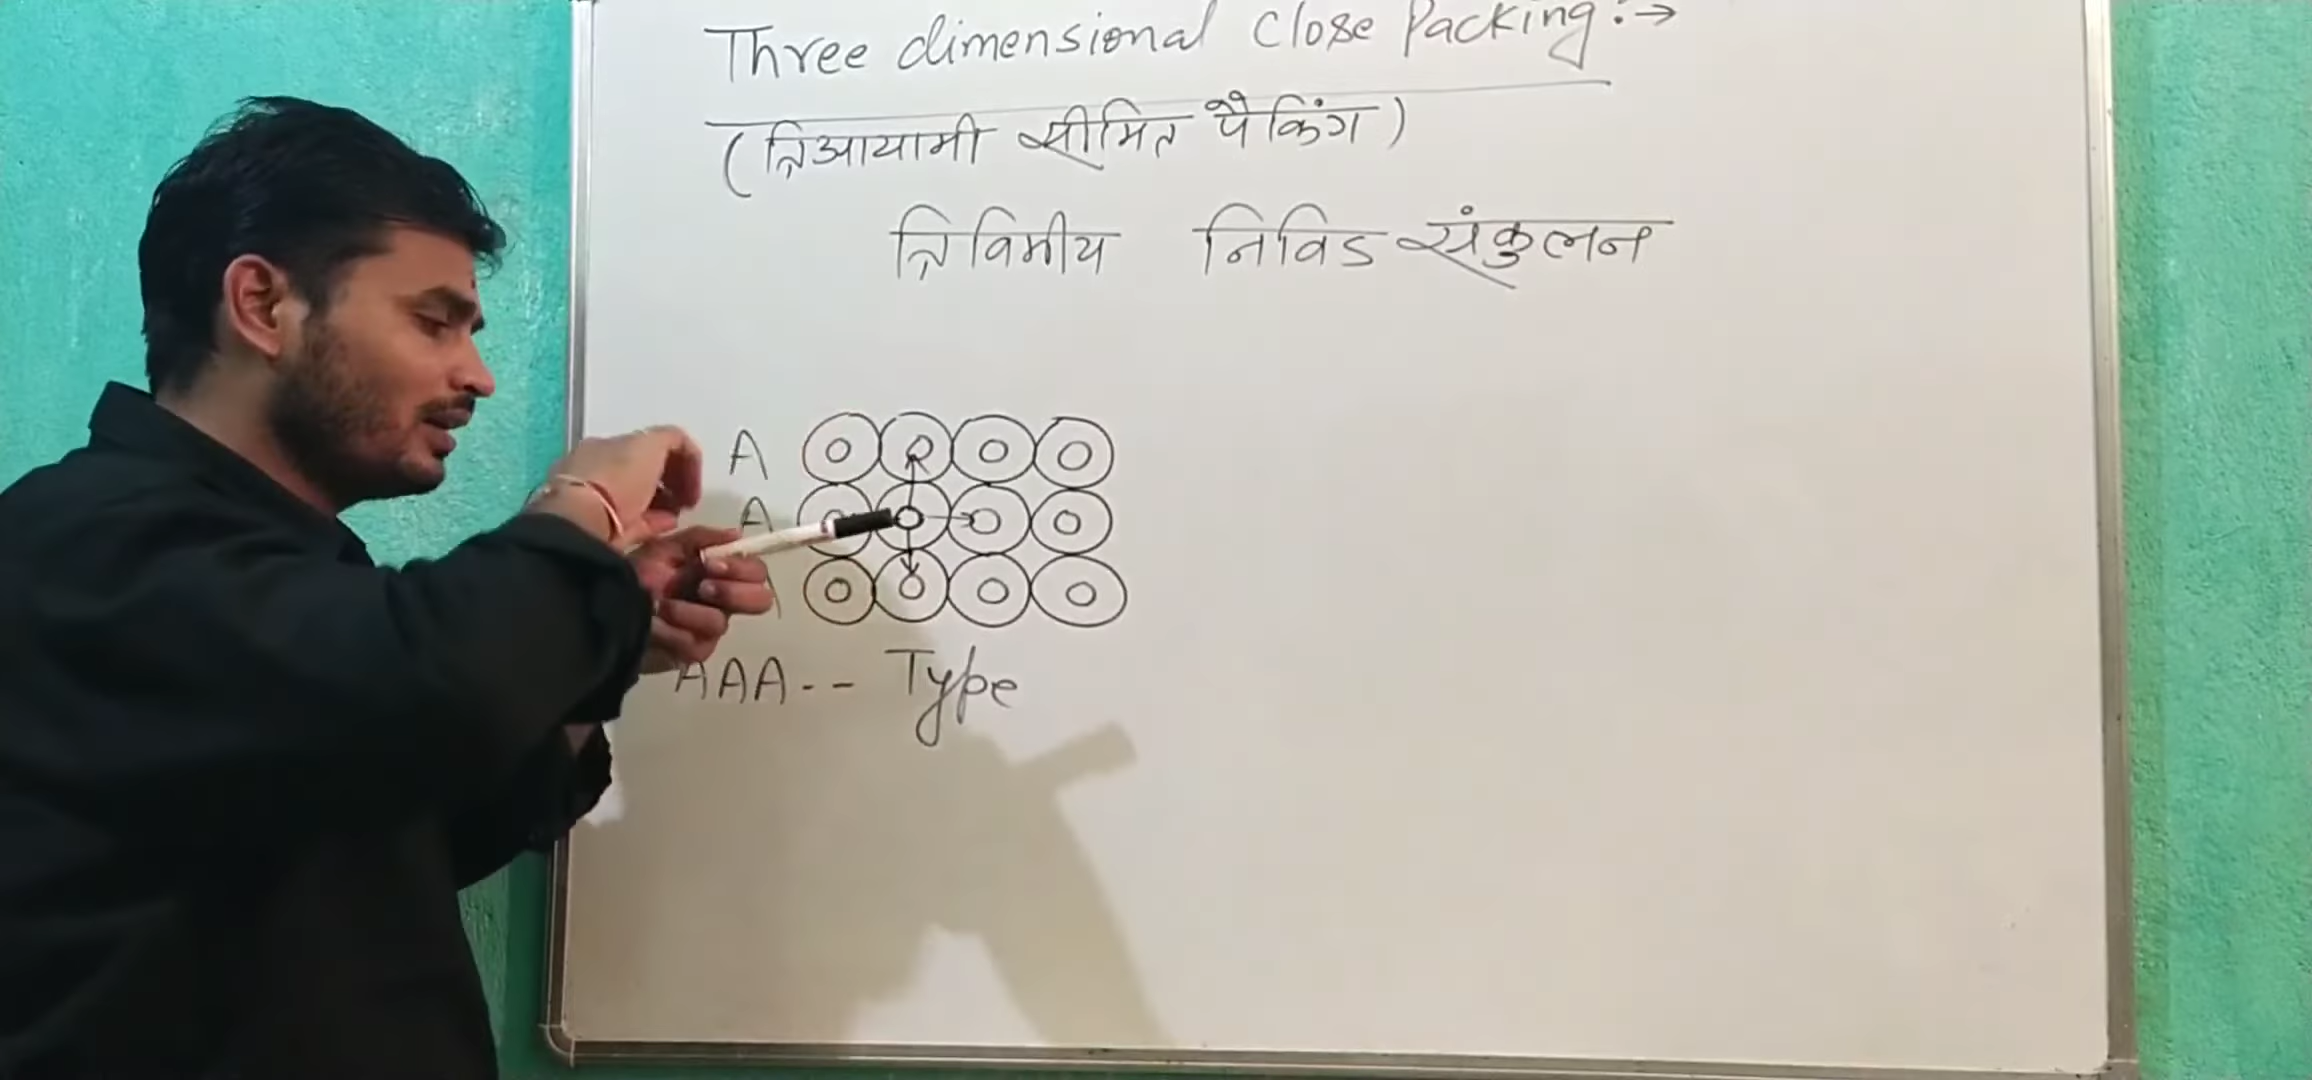 Three dimensional Close Packing:→
(त्रिआयामी सीमित पैकिंग)
त्रिविमीय निविड संकुलन
A
A
A
AAA-- Type